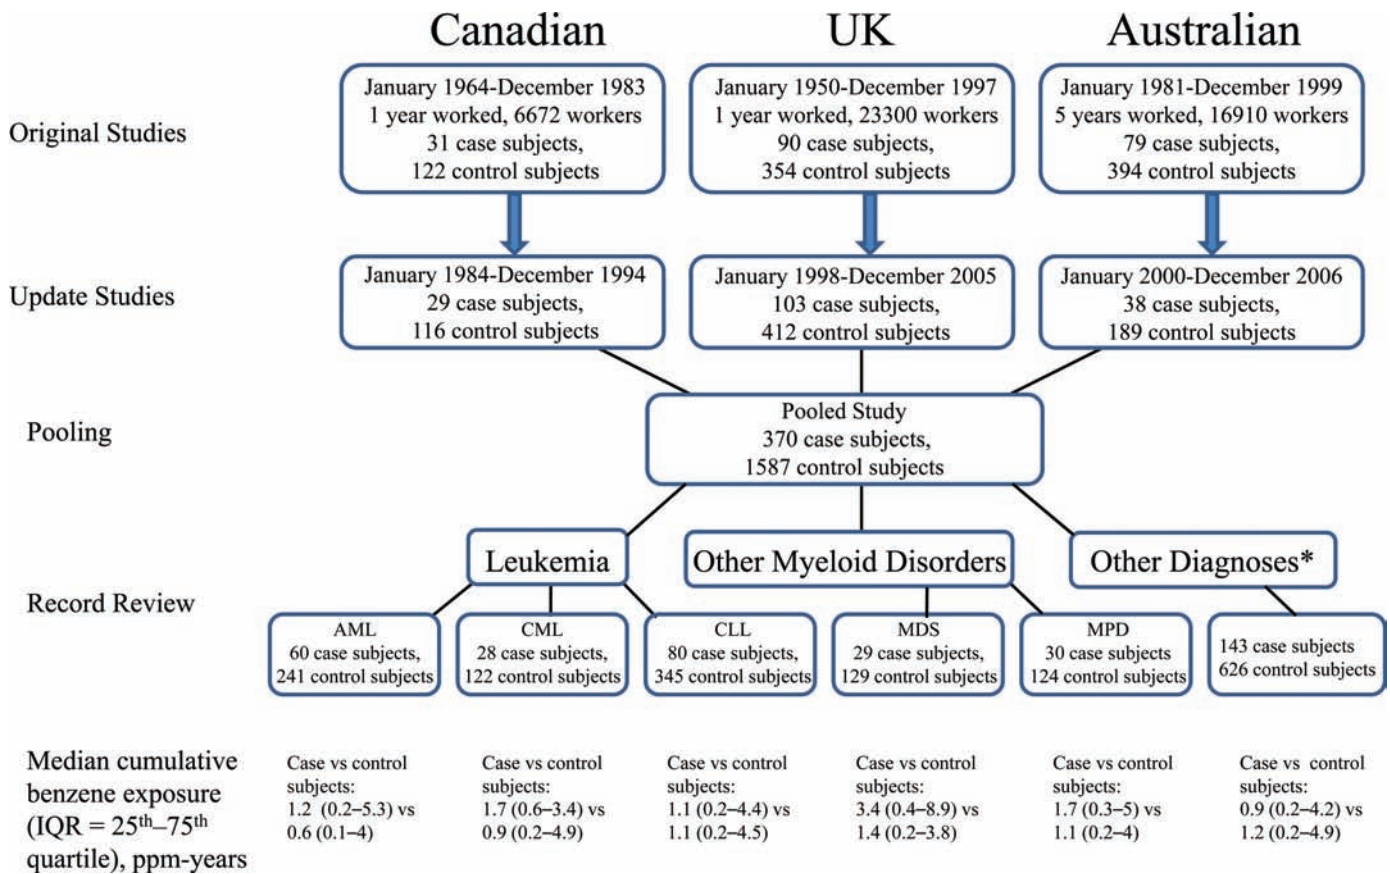 Canadian
UK
Australian
Original Studies
January 1964-December 1983
1 year worked, 6672 workers
31 case subjects,
122 control subjects
January 1950-December 1997
1 year worked, 23300 workers
90 case subjects,
354 control subjects
January 1981-December 1999
5 years worked, 16910 workers
79 case subjects,
394 control subjects
Update Studies
January 1984-December 1994
29 case subjects,
116 control subjects
January 1998-December 2005
103 case subjects,
412 control subjects
January 2000-December 2006
38 case subjects,
189 control subjects
Pooling
Pooled Study
370 case subjects,
1587 control subjects
Leukemia
Other Myeloid Disorders
Other Diagnoses*
Record Review
AML
60 case subjects,
241 control subjects
CML
28 case subjects,
122 control subjects
CLL
80 case subjects,
345 control subjects
MDS
29 case subjects,
129 control subjects
MPD
30 case subjects
124 control subjects
143 case subjects
626 control subjects
Median cumulative
benzene exposure
(IQR = 25th–75th
quartile), ppm-years
Case vs control
subjects:
1.2 (0.2–5.3) vs
0.6 (0.1–4)
Case vs control
subjects:
1.7 (0.6–3.4) vs
0.9 (0.2–4.9)
Case vs control
subjects:
1.1 (0.2–4.4) vs
1.1 (0.2–4.5)
Case vs control
subjects:
3.4 (0.4–8.9) vs
1.4 (0.2–3.8)
Case vs control
subjects:
1.7 (0.3–5) vs
1.1 (0.2–4)
Case vs control
subjects:
0.9 (0.2–4.2) vs
1.2 (0.2–4.9)